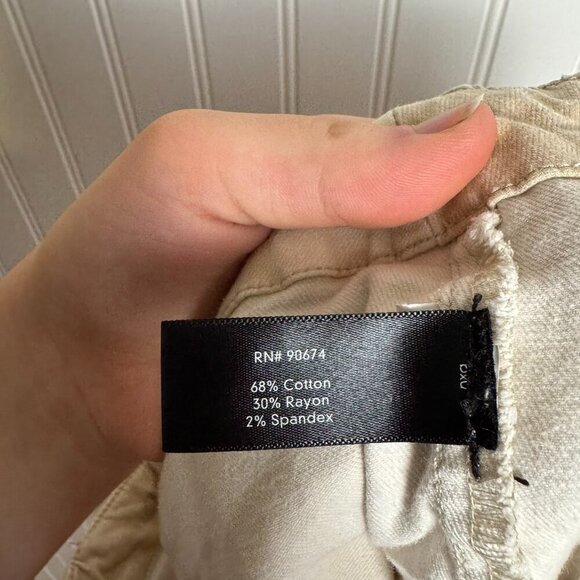 RN# 90674
68% Cotton
30% Rayon
2% Spandex